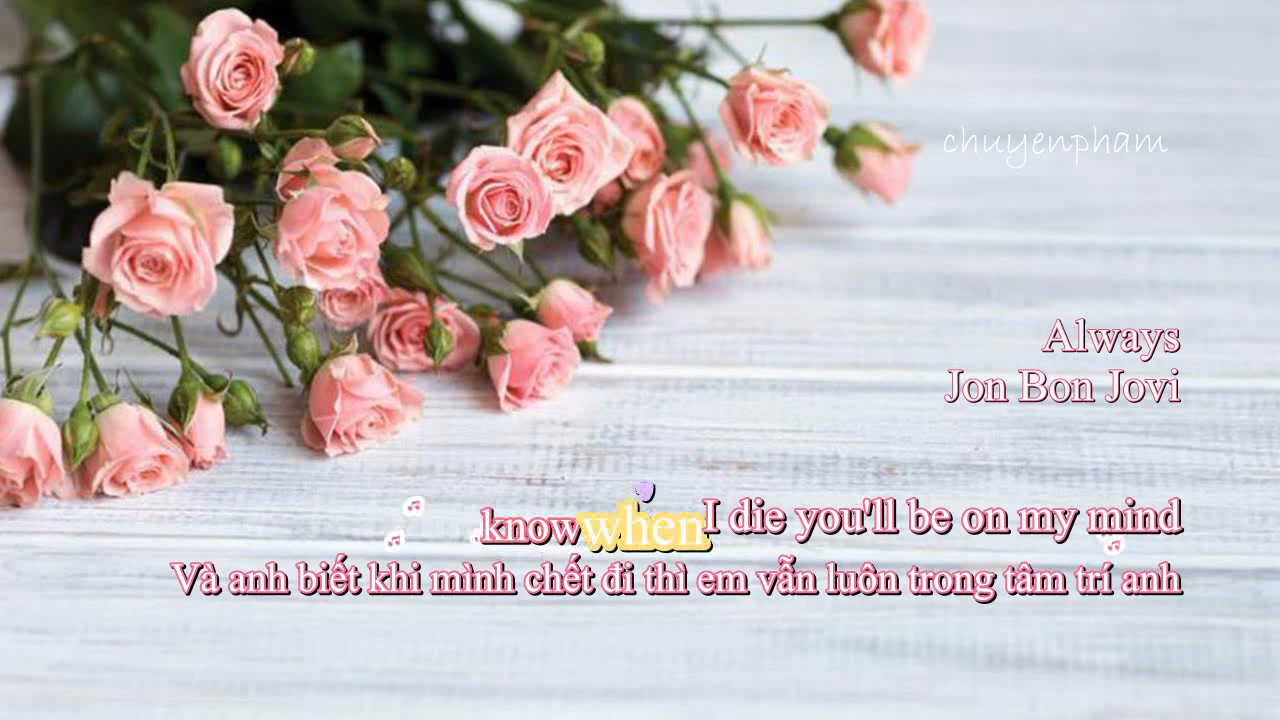 chuyenpham
Always
Jon Bon Jovi
know when I die you'll be on my mind
Và anh biết khi mình chết đi thì em vẫn luôn trong tâm trí anh